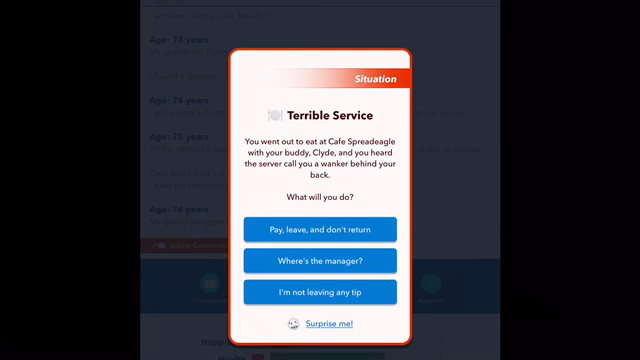 Age: 73 years
Situation
Terrible Service
Age: 74 years
You went out to eat at Cafe Spreadeagle
with your buddy, Clyde, and you heard
the server call you a wanker behind your
back.
Age: 75 years
What will you do?
Age: 76 years
Pay, leave, and don't return
Where's the manager?
I'm not leaving any tip
Surprise me!